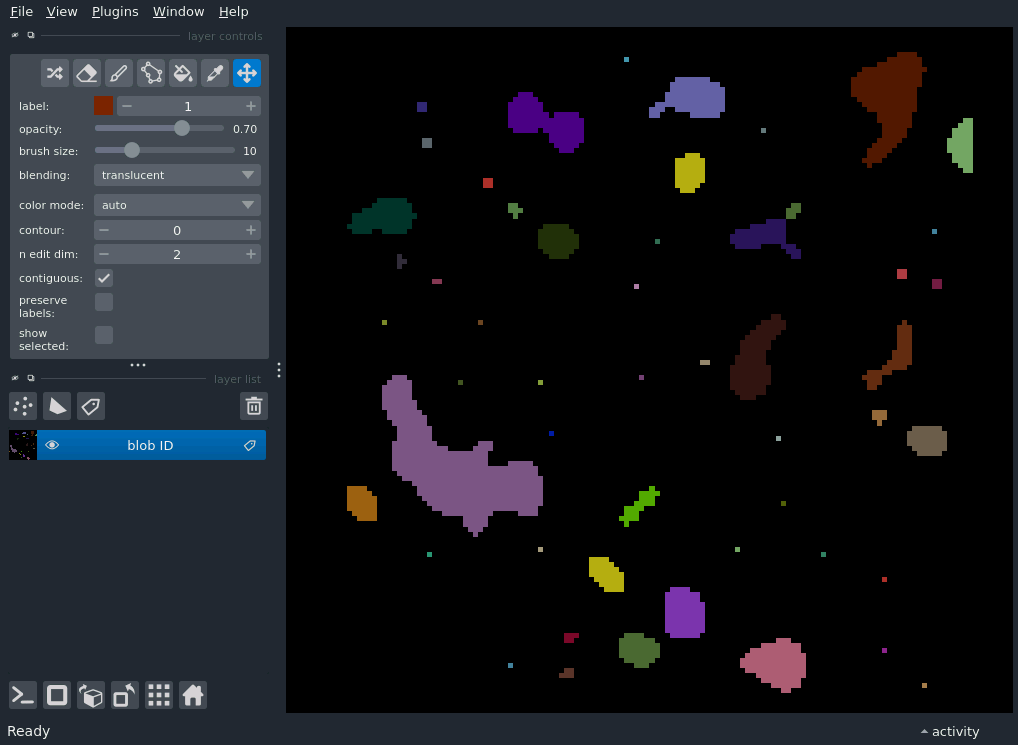 File View Plugins Window Help
layer controls
label: 1
opacity: 0.70
brush size: 10
blending: translucent
color mode: auto
contour: 0
n edit dim: 2
contiguous:
preserve
labels:
show
selected:
layer list
blob ID
Ready
activity